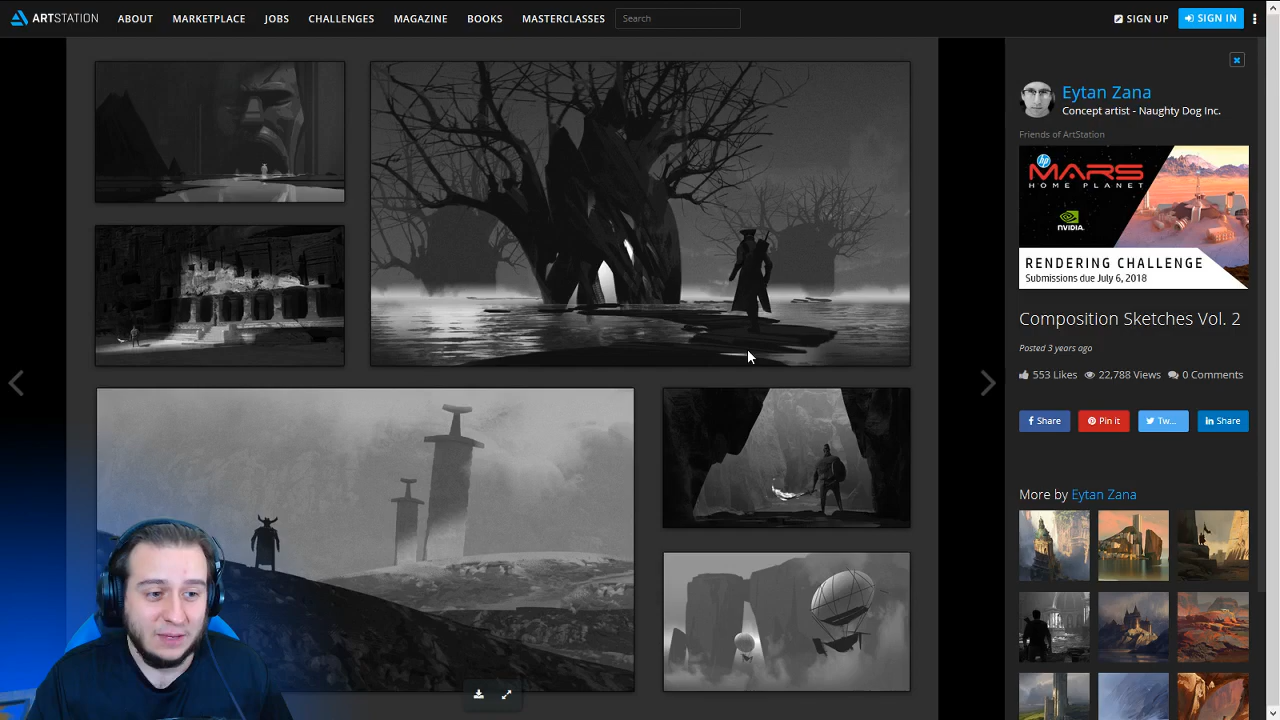 ARTSTATION
ABOUT
MARKETPLACE
JOBS
CHALLENGES
MAGAZINE
BOOKS
MASTERCLASSES
Search
SIGN UP
SIGN IN
Eytan Zana
Concept artist - Naughty Dog Inc.
Friends of ArtStation
hp
MARS
HOME PLANET
NVIDIA.
RENDERING CHALLENGE
Submissions due July 6, 2018
Composition Sketches Vol. 2
Posted 3 years ago
553 Likes 22,788 Views 0 Comments
Share
Pin it
Tw...
Share
More by Eytan Zana